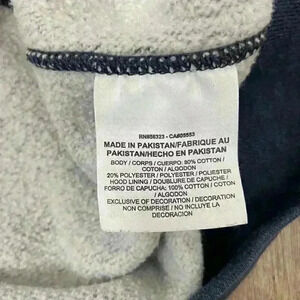 RN#56323 - CA#05553
MADE IN PAKISTAN/FABRIQUE AU
PAKISTAN/HECHO EN PAKISTAN
BODY / CORPS / CUERPO: 80% COTTON /
COTON / ALGODON
20% POLYESTER / POLYESTER / POLIESTER
HOOD LINING / DOUBLURE DE CAPUCHE /
FORRO DE CAPUCHA: 100% COTTON / COTON
/ ALGODON
EXCLUSIVE OF DECORATION / DECORATION
NON COMPRISE / NO INCLUYE LA
DECORACION